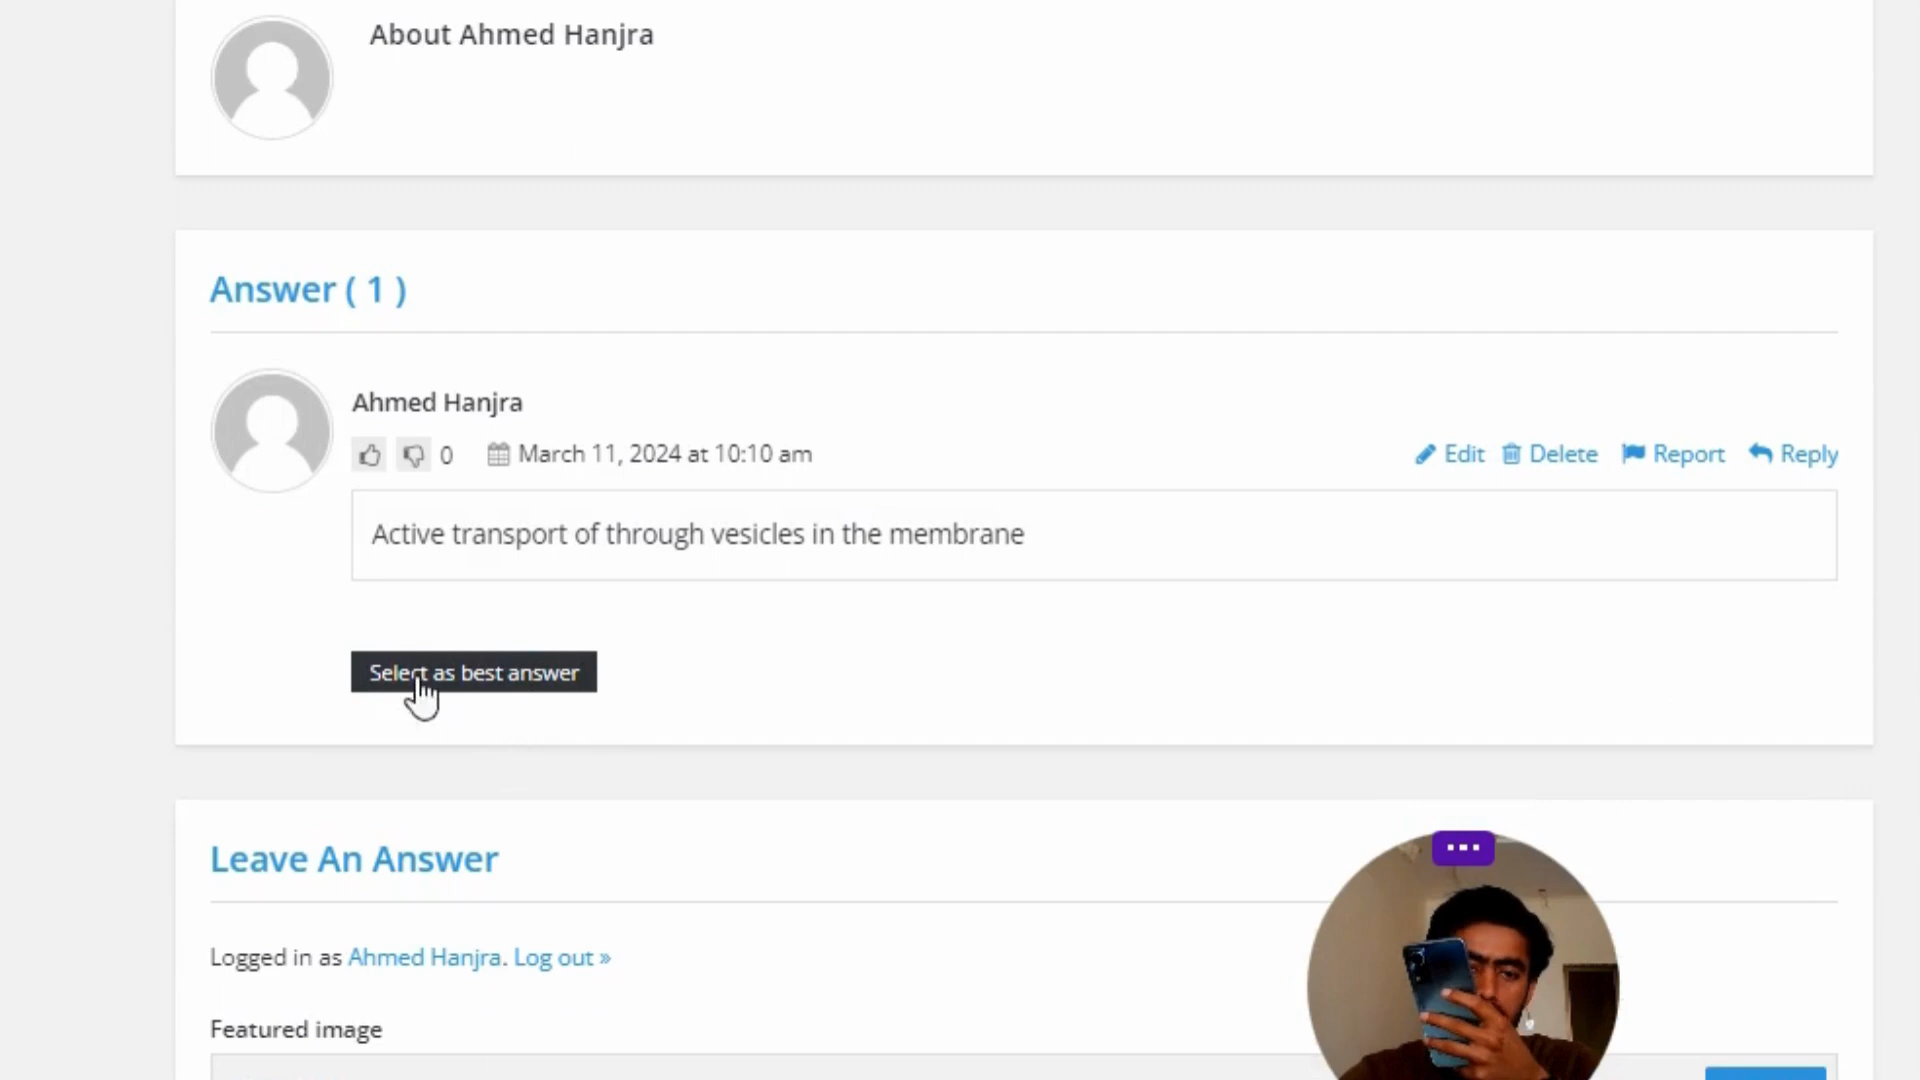 About Ahmed Hanjra
Answer ( 1 )
Ahmed Hanjra
0 March 11, 2024 at 10:10 am Edit Delete Report Reply
Active transport of through vesicles in the membrane
Select as best answer
Leave An Answer
Logged in as Ahmed Hanjra. Log out »
Featured image